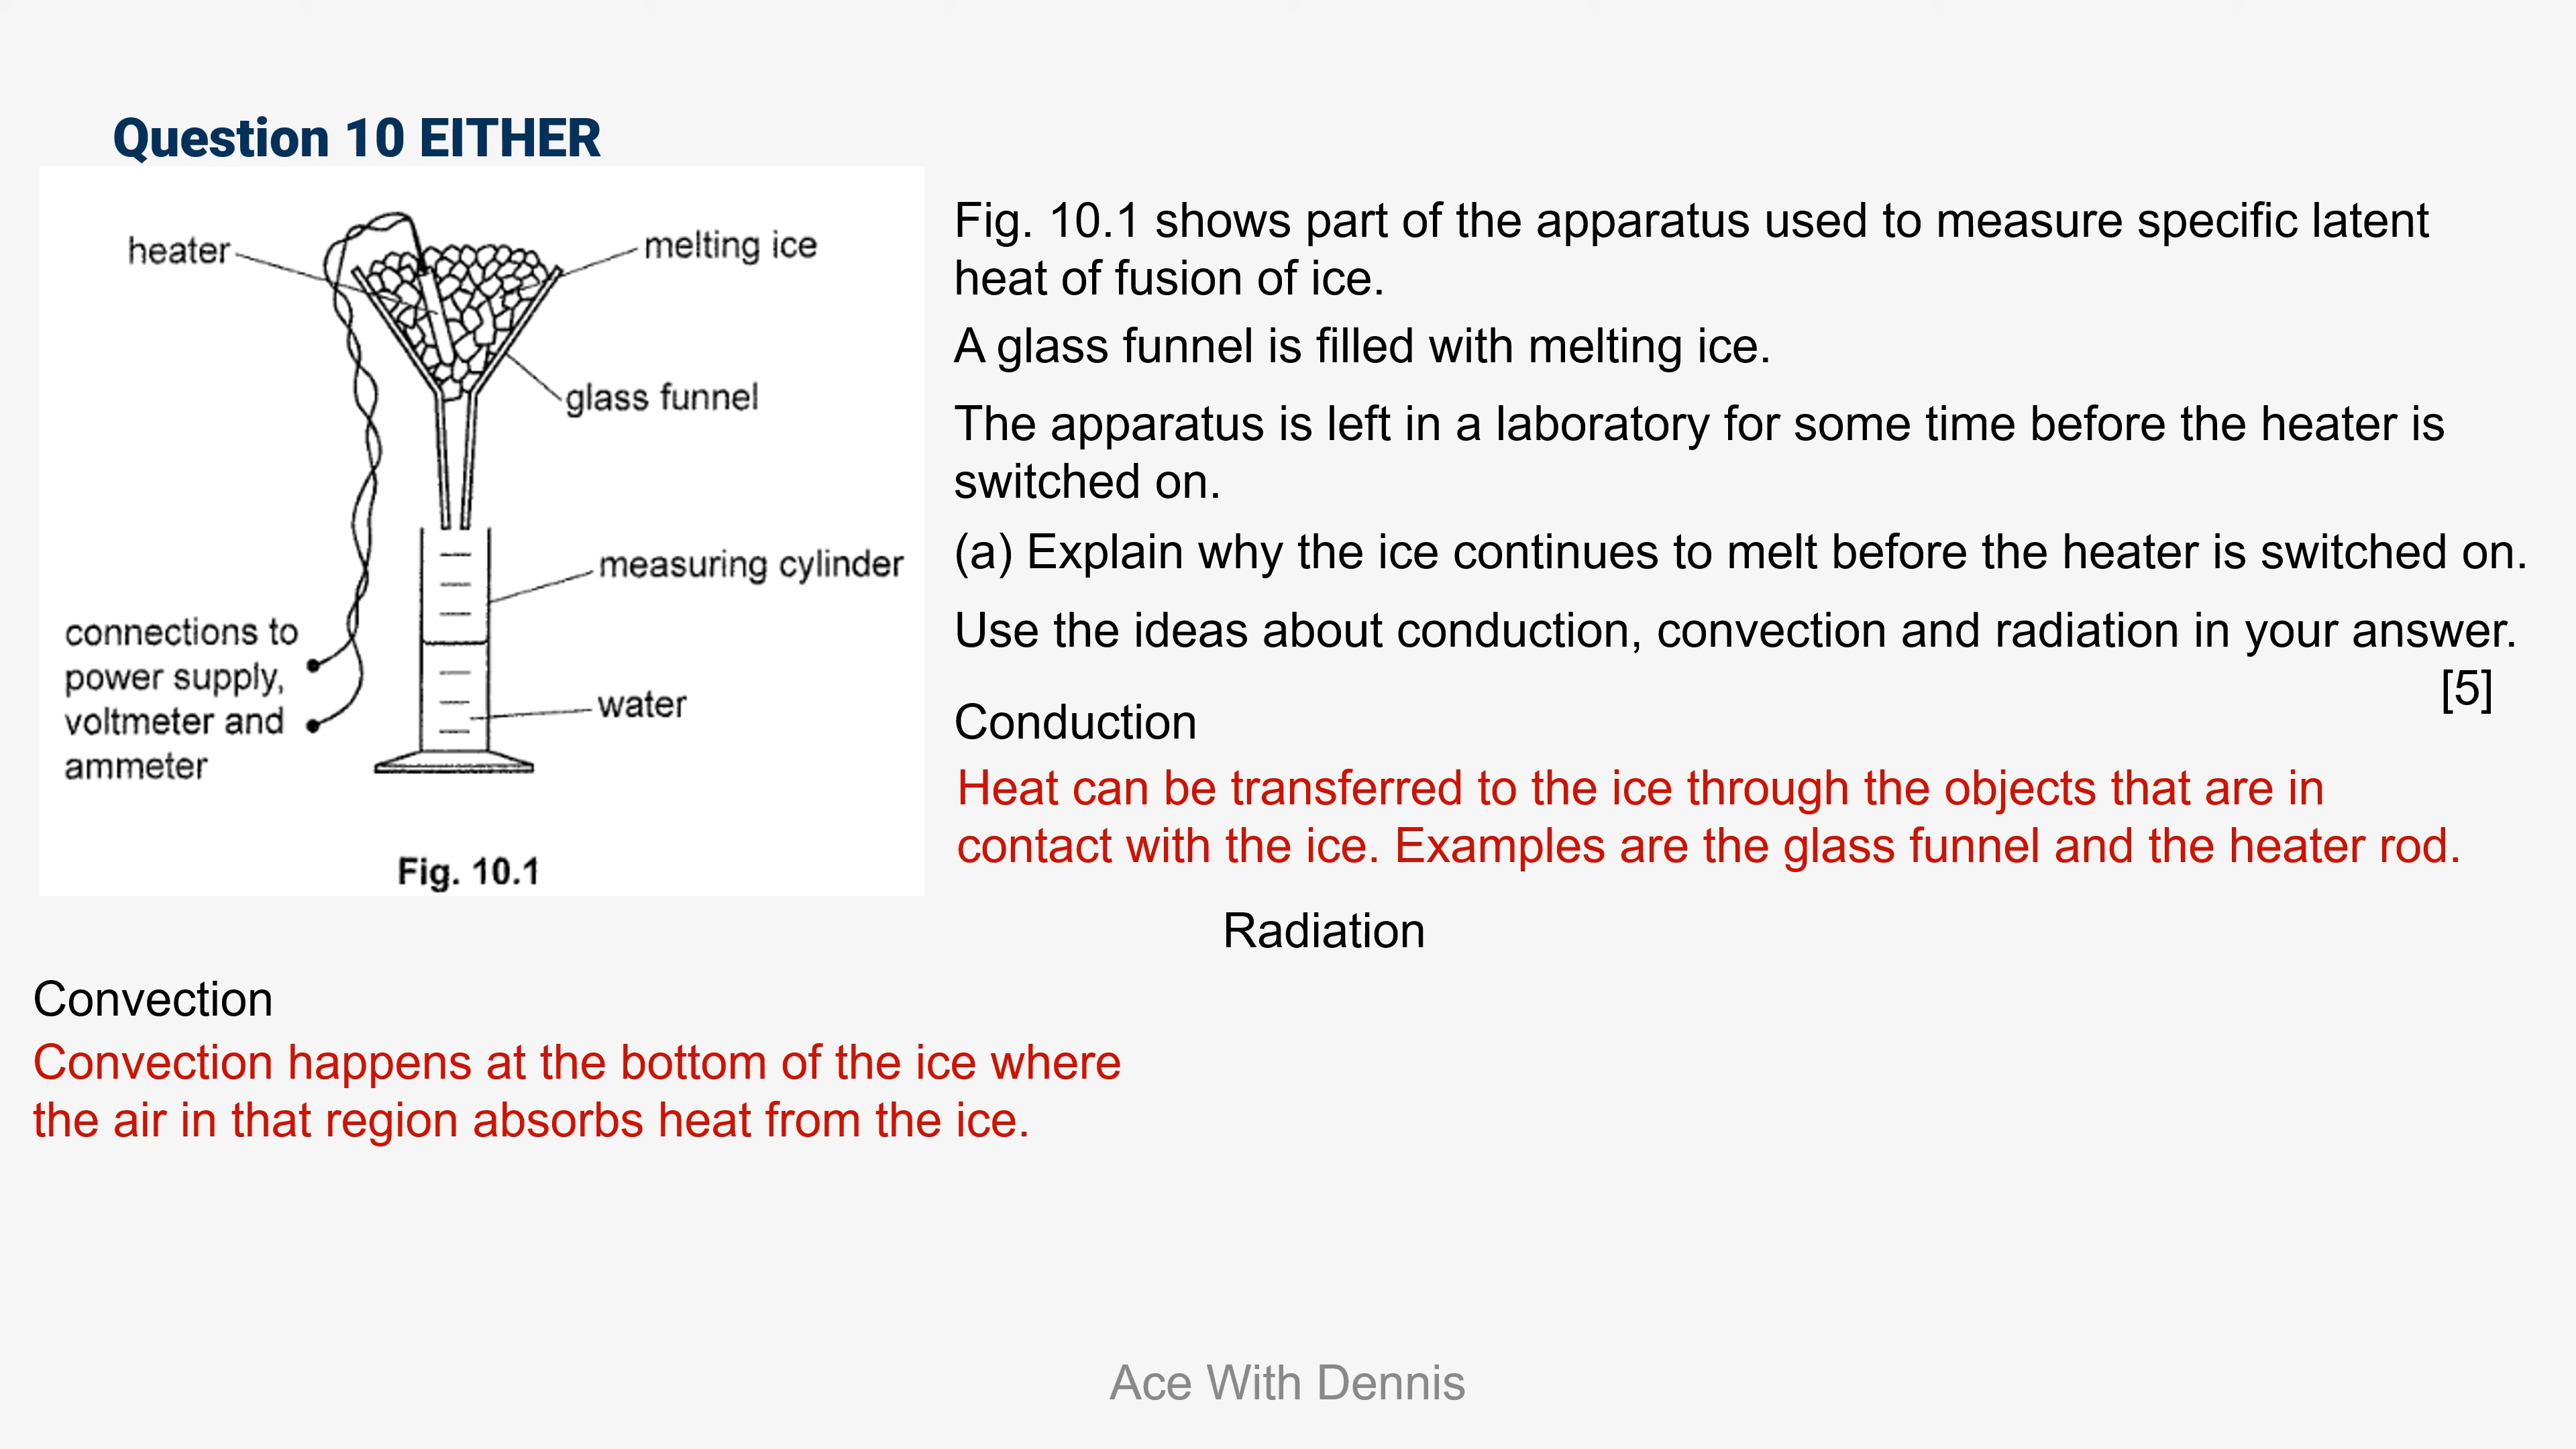 Question 10 EITHER
heater
melting ice
glass funnel
measuring cylinder
connections to
power supply,
voltmeter and
ammeter
water
Fig. 10.1
Fig. 10.1 shows part of the apparatus used to measure specific latent
heat of fusion of ice.
A glass funnel is filled with melting ice.
The apparatus is left in a laboratory for some time before the heater is
switched on.
(a) Explain why the ice continues to melt before the heater is switched on.
Use the ideas about conduction, convection and radiation in your answer.
[5]
Conduction
Heat can be transferred to the ice through the objects that are in
contact with the ice. Examples are the glass funnel and the heater rod.
Radiation
Convection
Convection happens at the bottom of the ice where
the air in that region absorbs heat from the ice.
Ace With Dennis